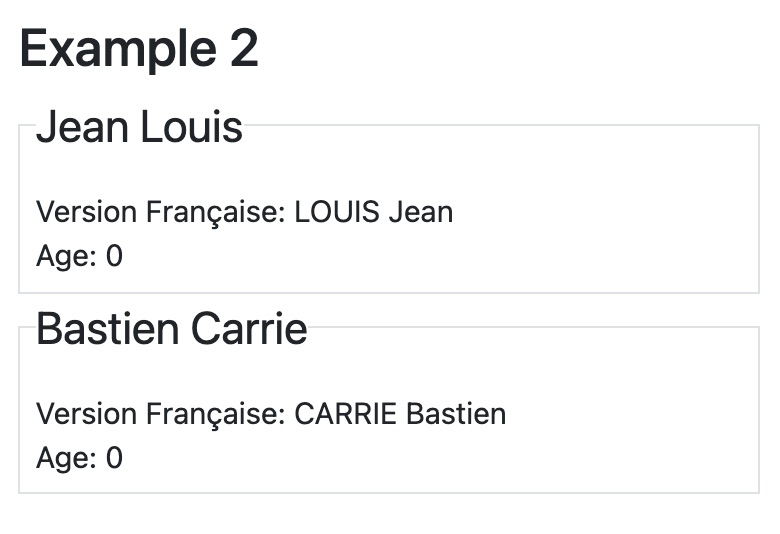 Example 2
Jean Louis
Version Française: LOUIS Jean
Age: 0
Bastien Carrie
Version Française: CARRIE Bastien
Age: 0